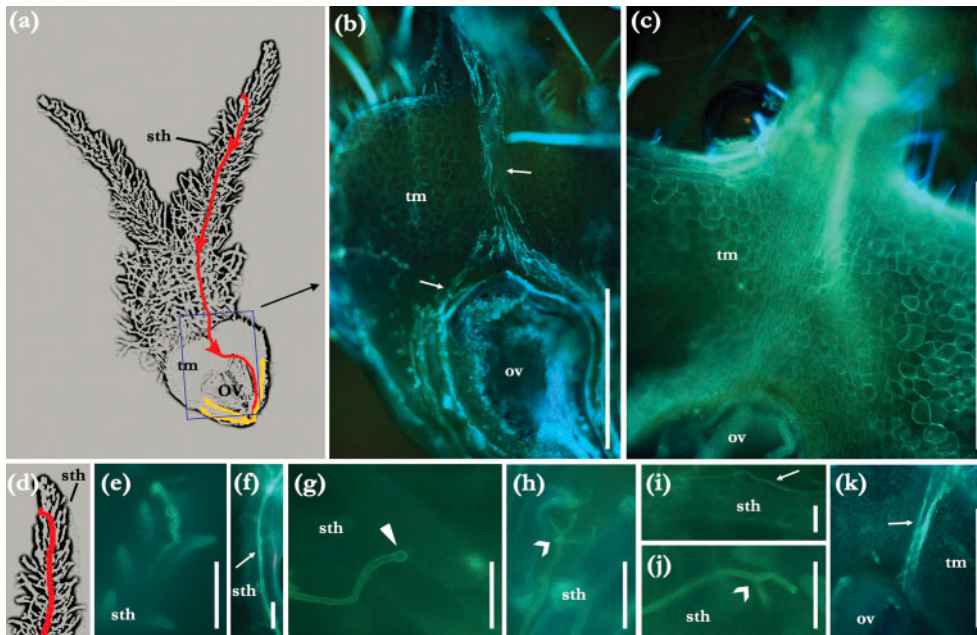 (a)
sth
tm
OV
(b)
tm
ov
(c)
tm
ov
(d)
sth
(e)
sth
(f)
sth
(g)
sth
(h)
sth
(i)
sth
(j)
sth
(k)
tm
ov